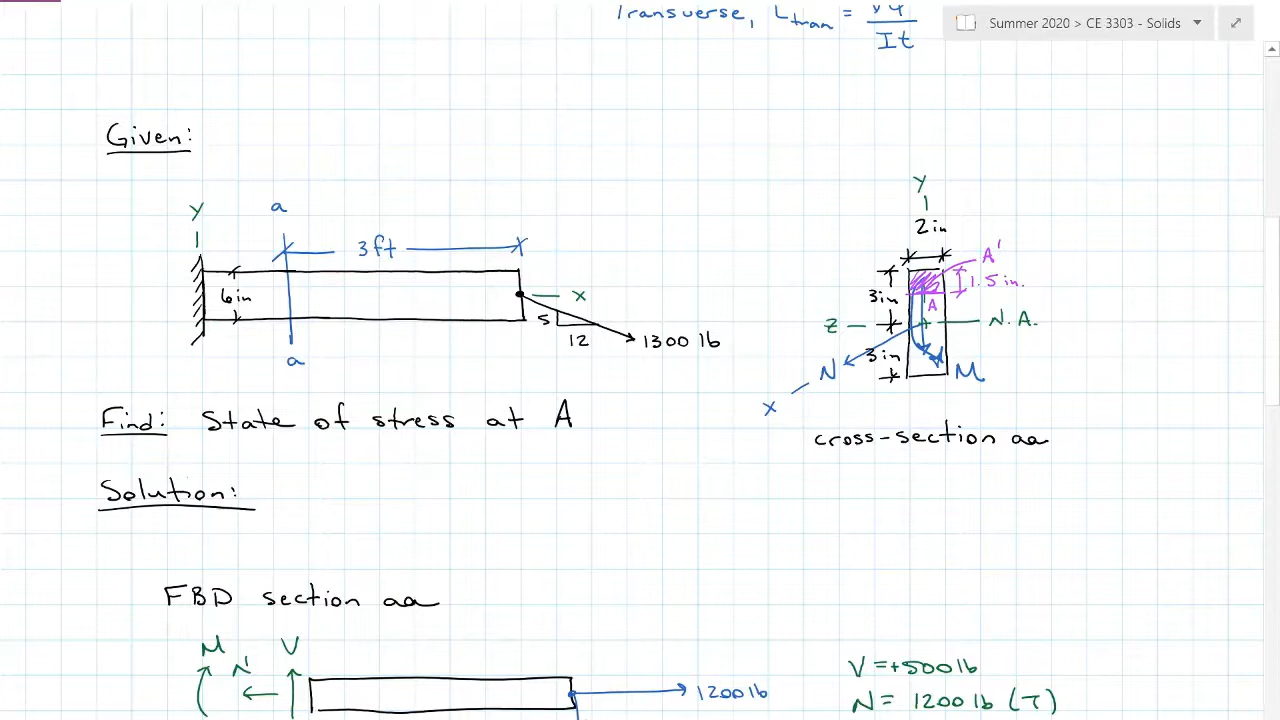 Transverse, τtran = VQ
It
Summer 2020 > CE 3303 - Solids
Given:
y
a
3 ft
6 in
x
5
12
1300 lb
a
y
2 in
A'
1.5 in.
3 in
A
z
N.A.
3 in
N
M
x
cross-section aa
Find: State of stress at A
Solution:
FBD section aa
M
V
N
1200 lb
V = +500 lb
N = 1200 lb (T)